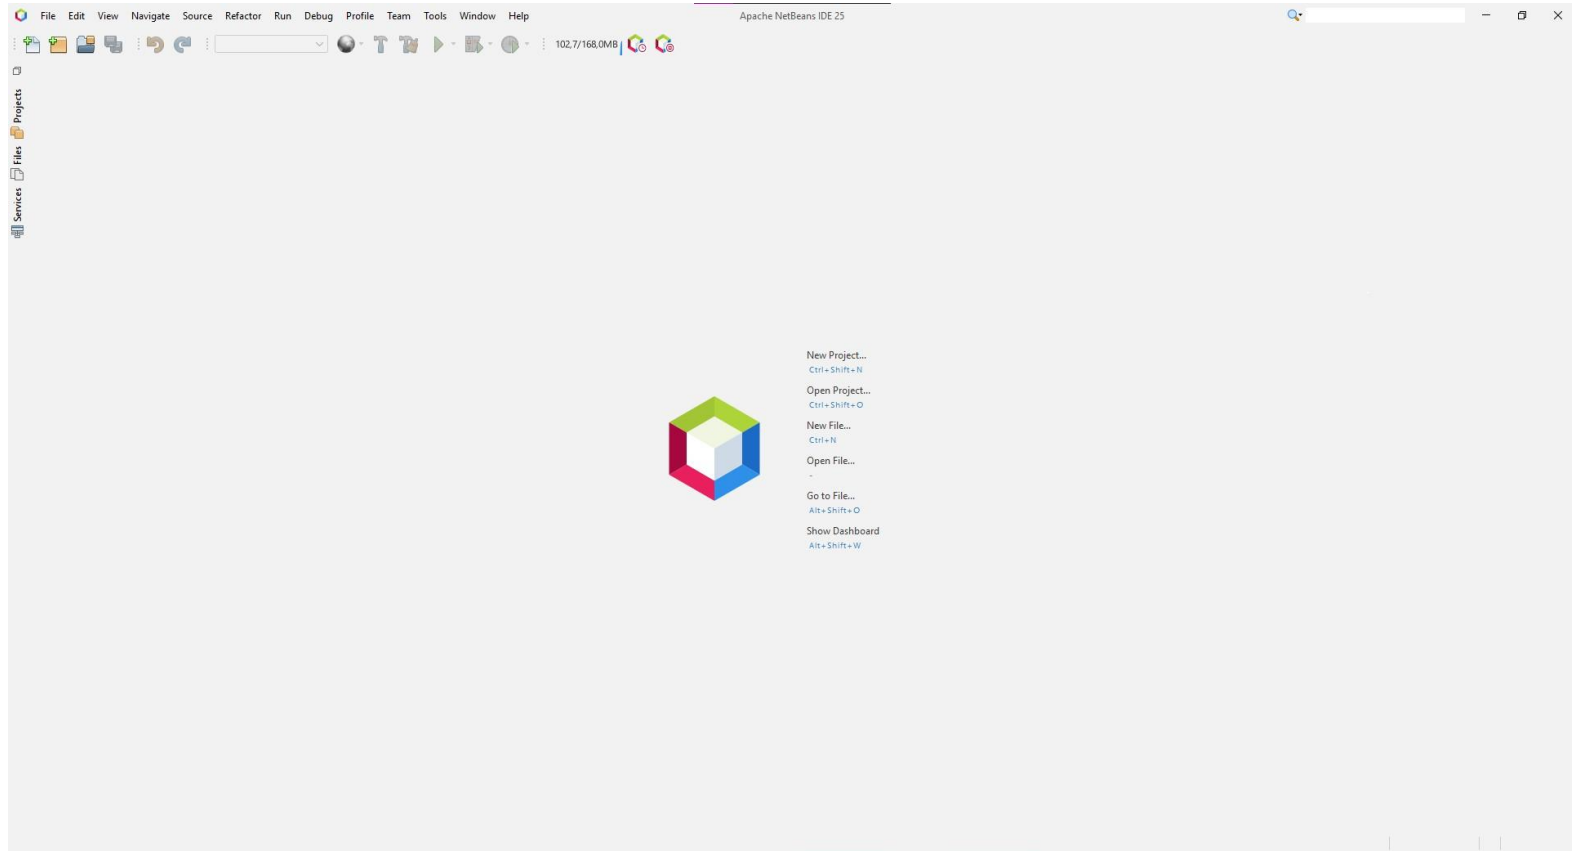 File Edit View Navigate Source Refactor Run Debug Profile Team Tools Window Help Apache NetBeans IDE 25
102,7/168,0MB
Projects
Files
Services
New Project...
Ctrl+Shift+N
Open Project...
Ctrl+Shift+O
New File...
Ctrl+N
Open File...
-
Go to File...
Alt+Shift+O
Show Dashboard
Alt+Shift+W